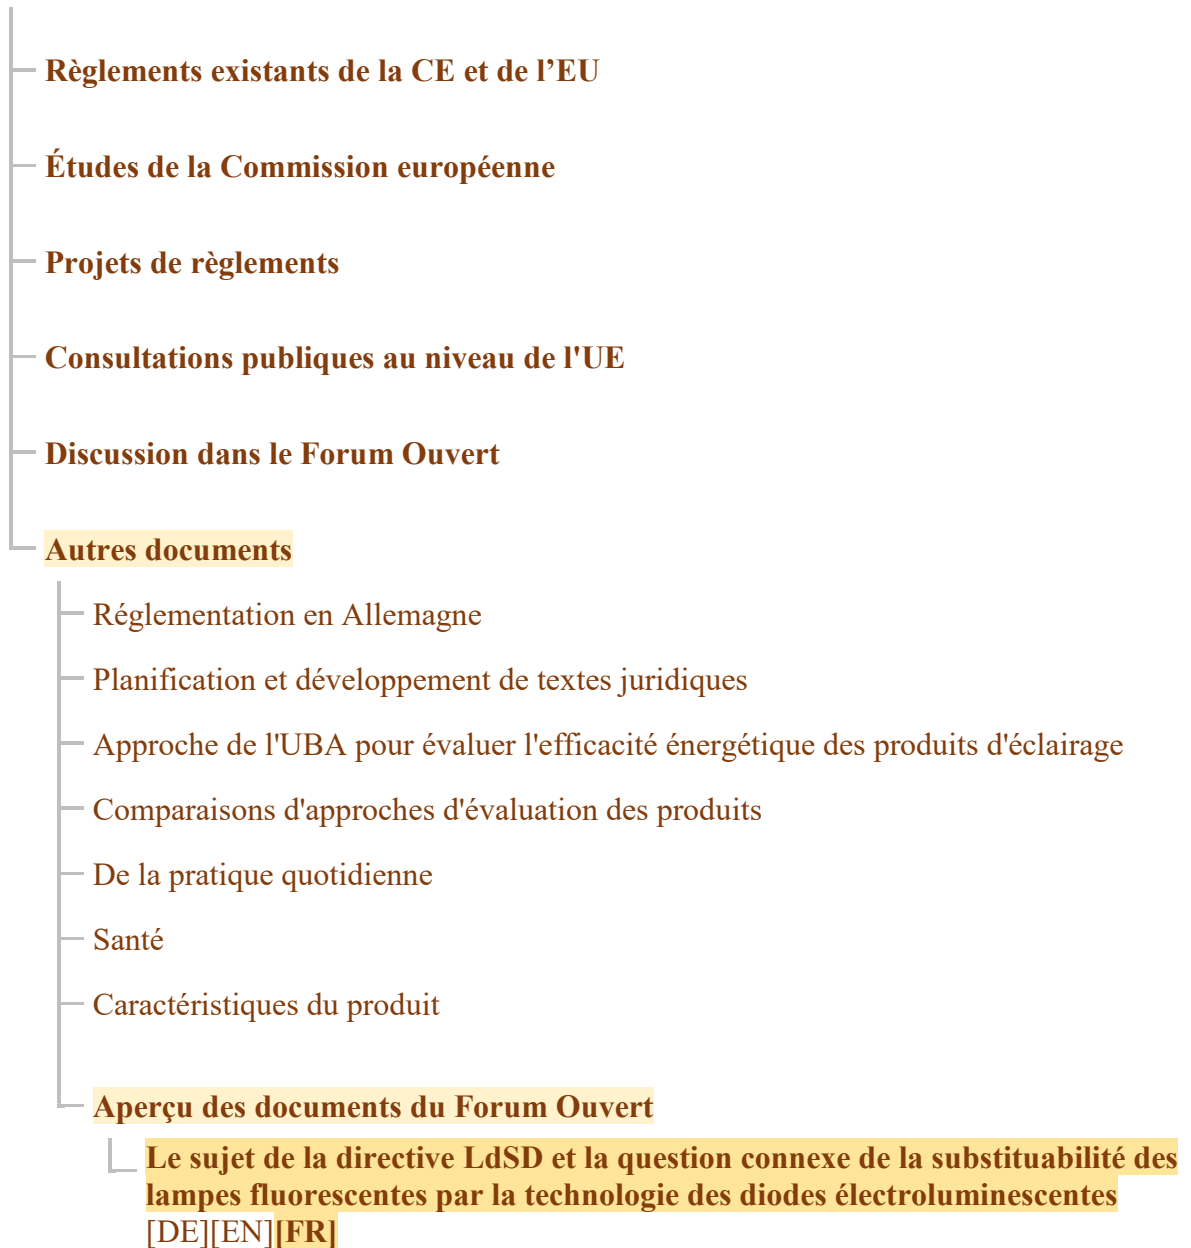 Règlements existants de la CE et de l’EU
Études de la Commission européenne
Projets de règlements
Consultations publiques au niveau de l'UE
Discussion dans le Forum Ouvert
Autres documents
Réglementation en Allemagne
Planification et développement de textes juridiques
Approche de l'UBA pour évaluer l'efficacité énergétique des produits d'éclairage
Comparaisons d'approches d'évaluation des produits
De la pratique quotidienne
Santé
Caractéristiques du produit
Aperçu des documents du Forum Ouvert
Le sujet de la directive LdSD et la question connexe de la substituabilité des
lampes fluorescentes par la technologie des diodes électroluminescentes
[DE][EN][FR]